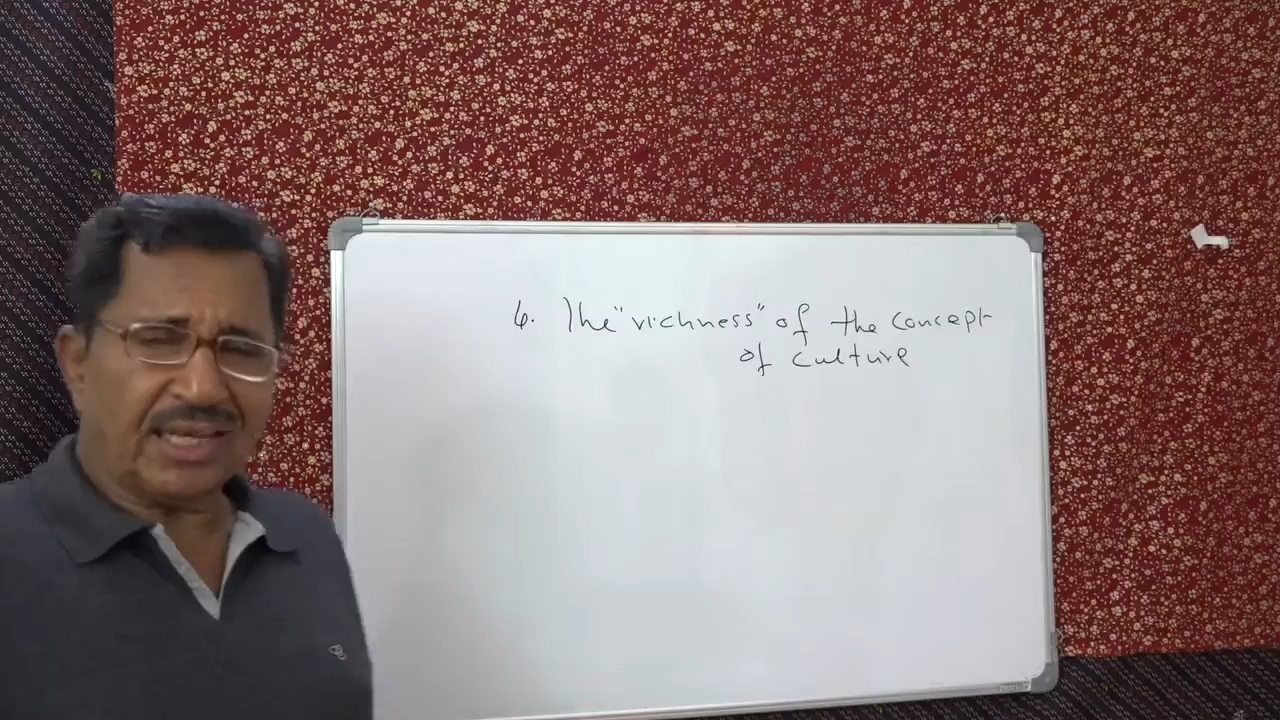 6. The "richness" of the concept
of culture